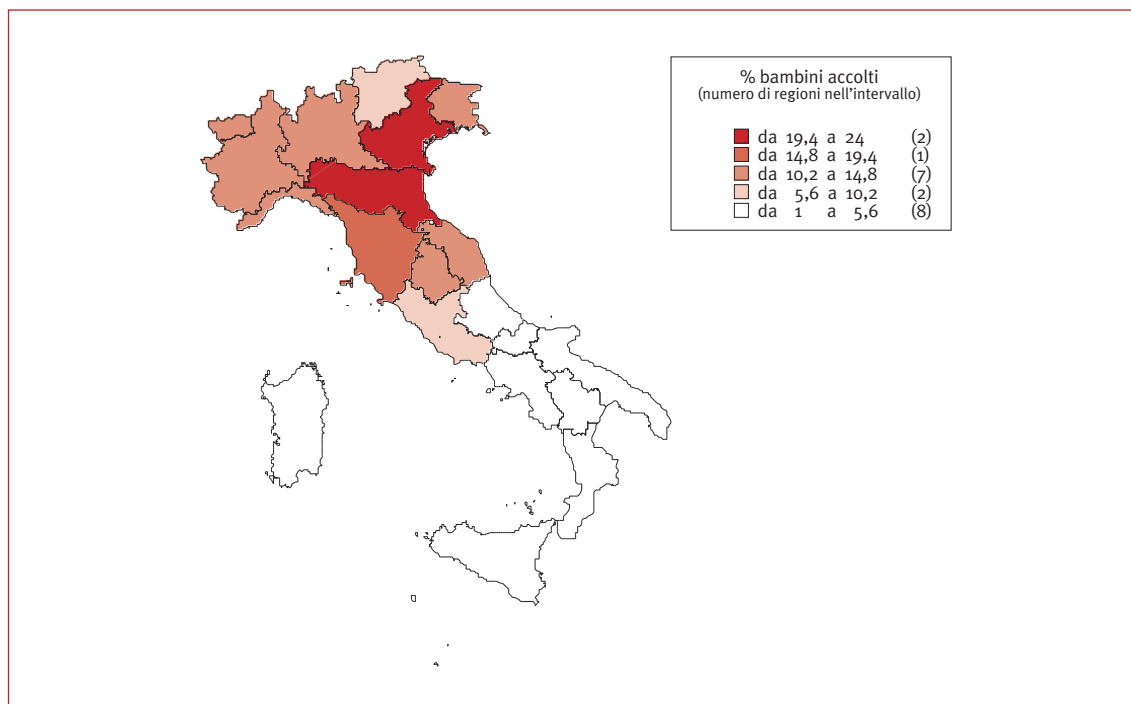 % bambini accolti
(numero di regioni nell'intervallo)
da 19,4 a 24 (2)
da 14,8 a 19,4 (1)
da 10,2 a 14,8 (7)
da 5,6 a 10,2 (2)
da 1 a 5,6 (8)